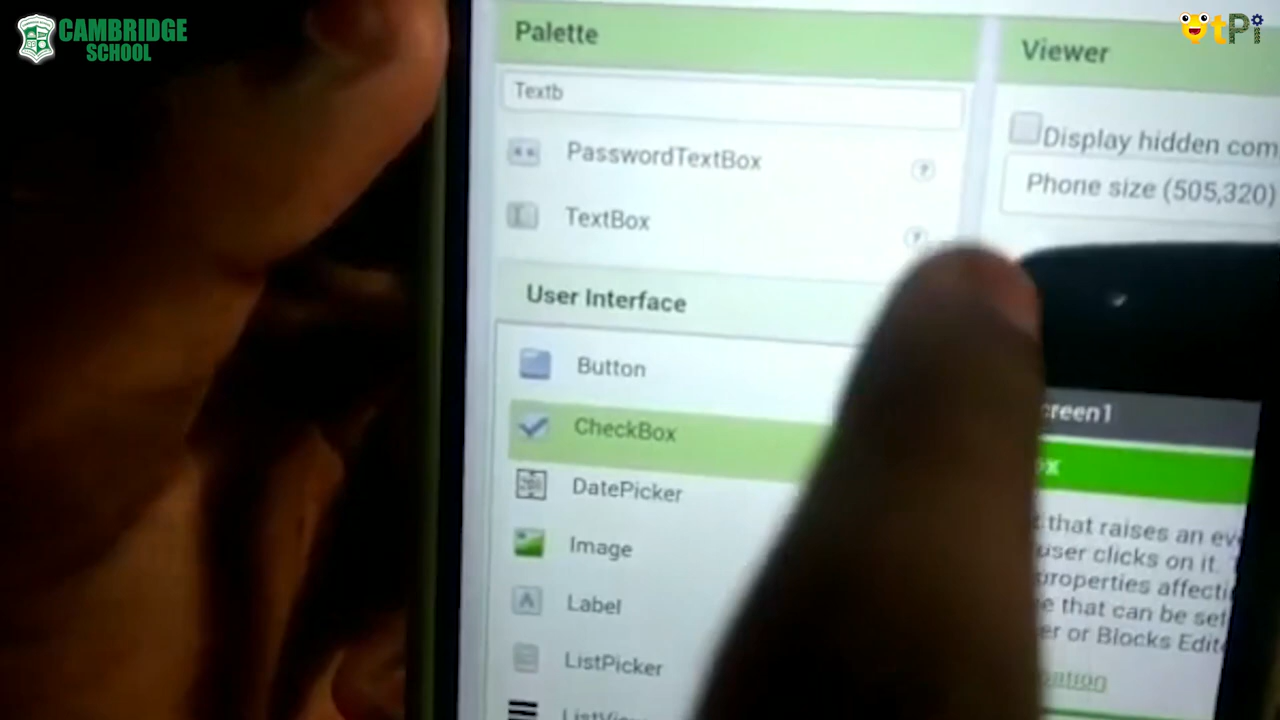 CAMBRIDGE
SCHOOL
tPi
Palette
Viewer
Textb
PasswordTextBox
?
TextBox
?
Display hidden com
Phone size (505,320)
User Interface
Button
CheckBox
DatePicker
Image
Label
ListPicker
creen1
ox
t that raises an ev
user clicks on it.
properties affecti
e that can be set
er or Blocks Edit